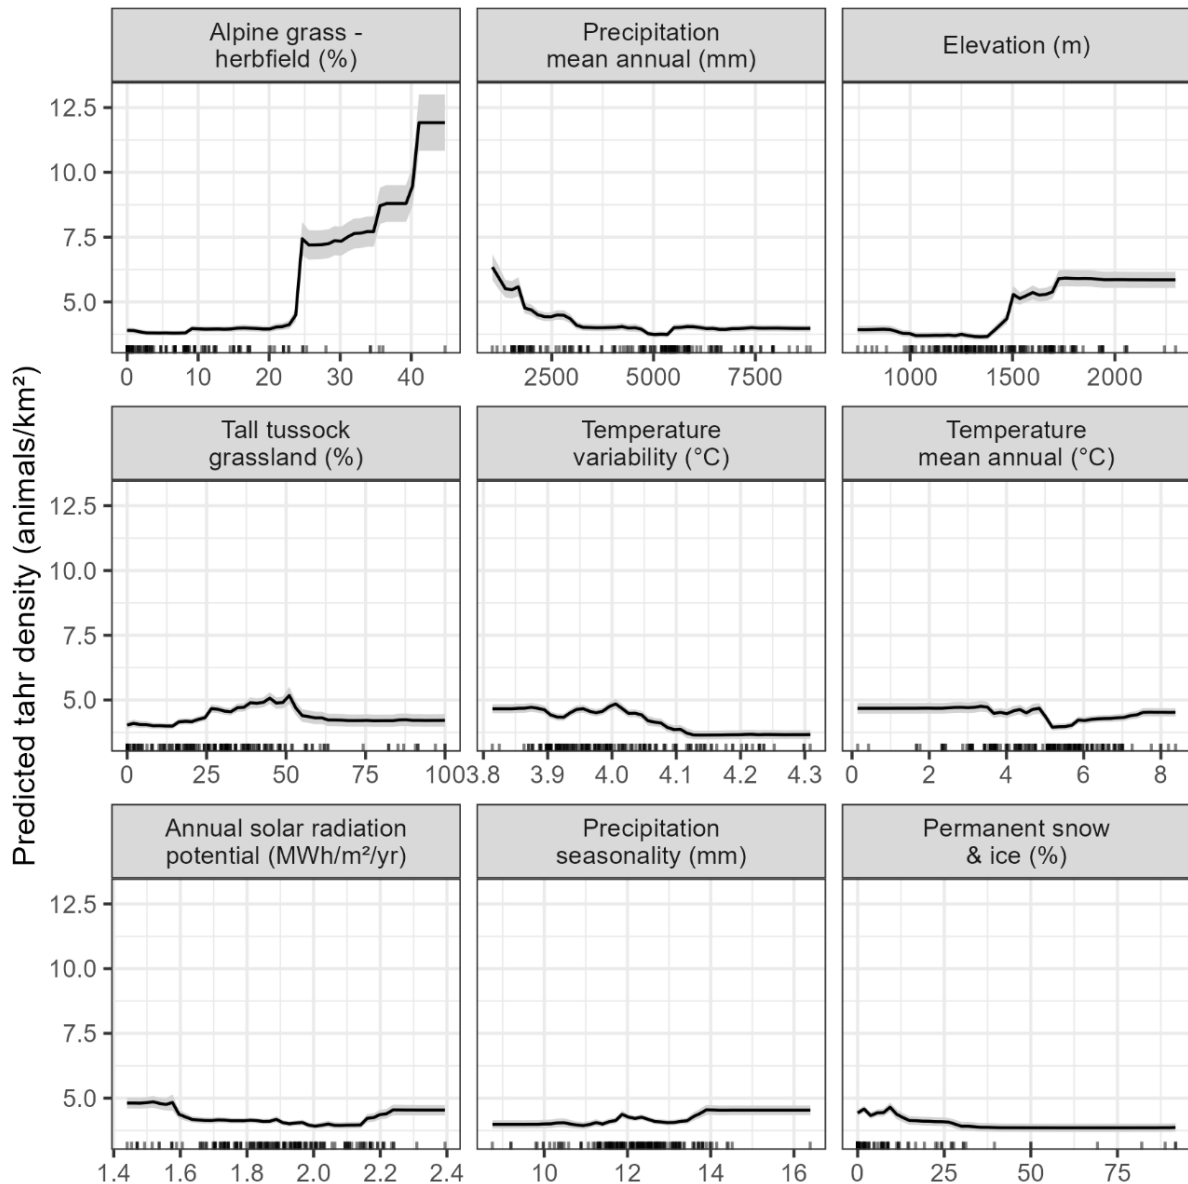 Alpine grass -
herbfield (%)
Precipitation
mean annual (mm)
Elevation (m)
12.5
10.0
7.5
5.0
0 10 20 30 40
2500 5000 7500
1000 1500 2000
Tall tussock
grassland (%)
Temperature
variability (°C)
Temperature
mean annual (°C)
12.5
10.0
7.5
5.0
0 25 50 75 100
3.8 3.9 4.0 4.1 4.2 4.3
0 2 4 6 8
Predicted tahr density (animals/km²)
Annual solar radiation
potential (MWh/m²/yr)
Precipitation
seasonality (mm)
Permanent snow
& ice (%)
12.5
10.0
7.5
5.0
1.4 1.6 1.8 2.0 2.2 2.4
10 12 14 16
0 25 50 75